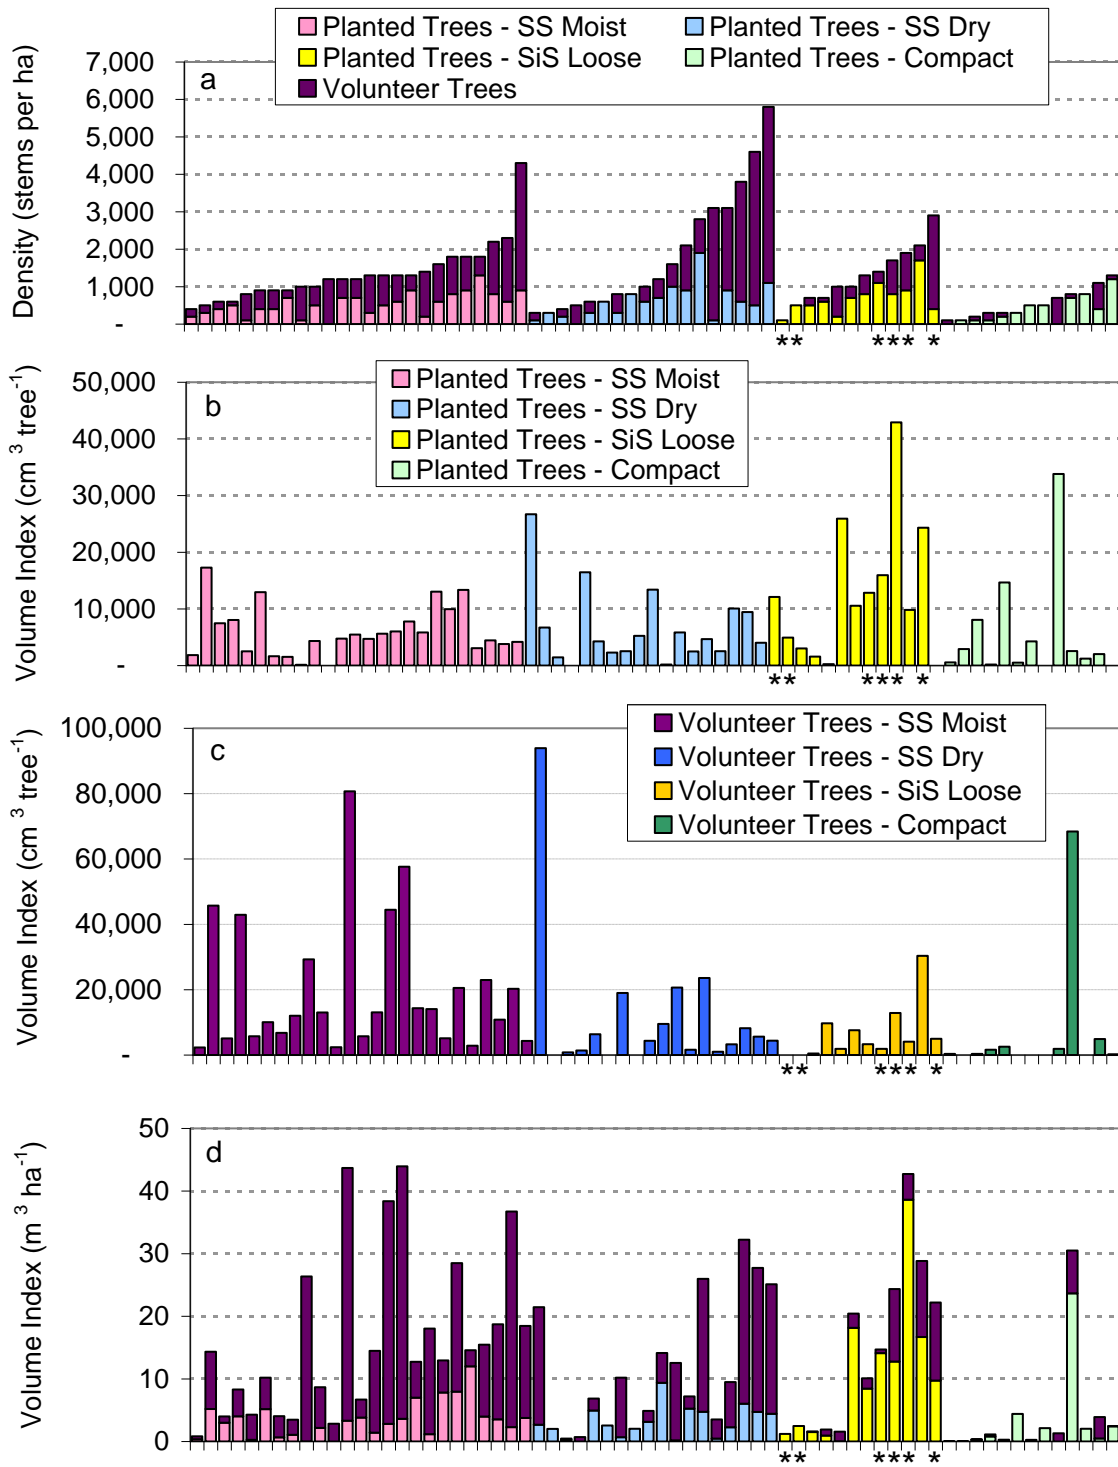 Planted Trees - SS Moist Planted Trees - SS Dry
Planted Trees - SiS Loose Planted Trees - Compact
Volunteer Trees
a
Density (stems per ha)
7,000
6,000
5,000
4,000
3,000
2,000
1,000
-
** *** *
b
Planted Trees - SS Moist
Planted Trees - SS Dry
Planted Trees - SiS Loose
Planted Trees - Compact
Volume Index (cm³ tree⁻¹)
50,000
40,000
30,000
20,000
10,000
-
** *** *
c
Volunteer Trees - SS Moist
Volunteer Trees - SS Dry
Volunteer Trees - SiS Loose
Volunteer Trees - Compact
Volume Index (cm³ tree⁻¹)
100,000
80,000
60,000
40,000
20,000
-
** *** *
d
Volume Index (m³ ha⁻¹)
50
40
30
20
10
0
** *** *